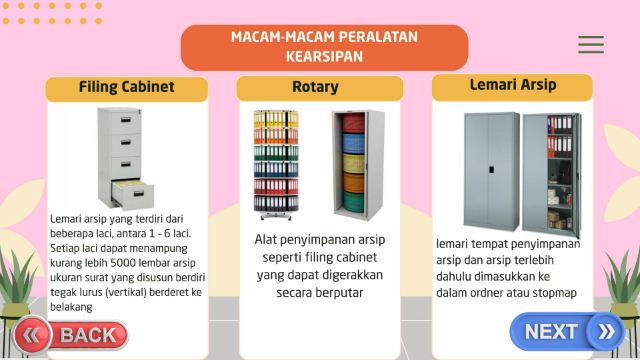 MACAM-MACAM PERALATAN
KEARSIPAN
Filing Cabinet
Lemari arsip yang terdiri dari
beberapa laci, antara 1 - 6 laci.
Setiap laci dapat menampung
kurang lebih 5000 lembar arsip
ukuran surat yang disusun berdiri
tegak lurus (vertikal) berderet ke
belakang
Rotary
Alat penyimpanan arsip
seperti filing cabinet
yang dapat digerakkan
secara berputar
Lemari Arsip
lemari tempat penyimpanan
arsip dan arsip terlebih
dahulu dimasukkan ke
dalam ordner atau stopmap
BACK
NEXT